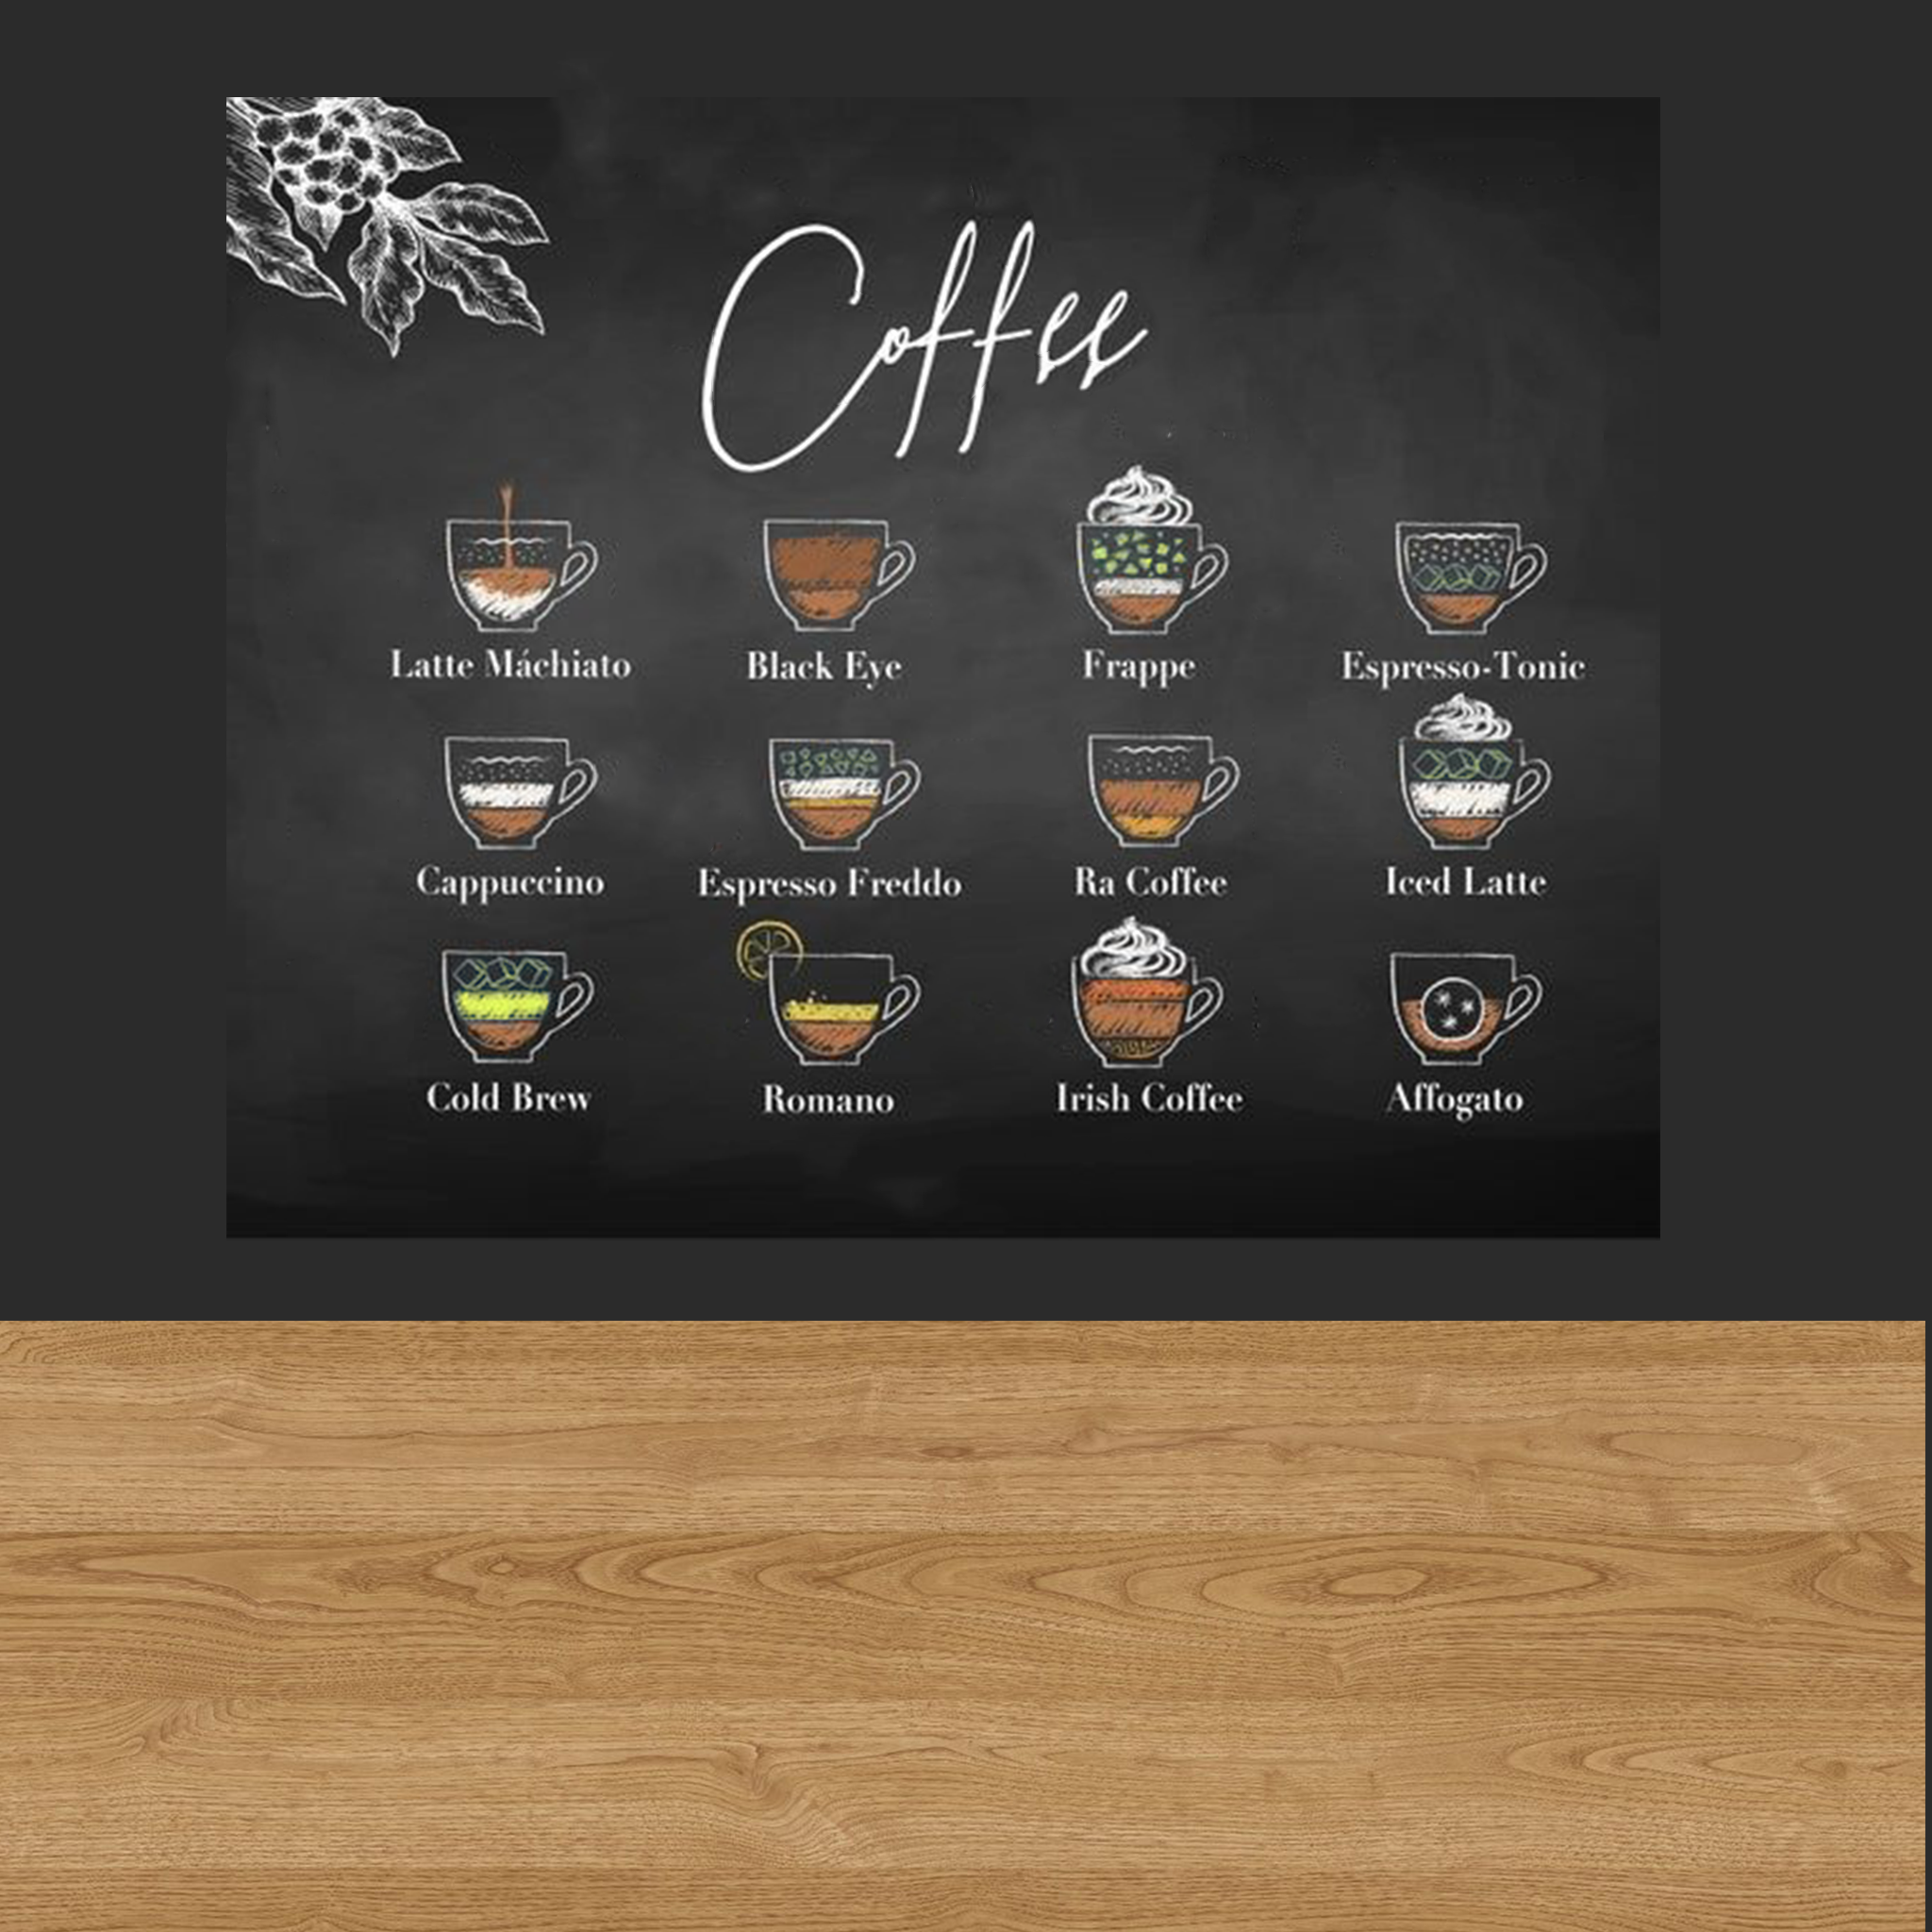 Coffee
Latte Máchiato
Black Eye
Frappe
Espresso-Tonic
Cappuccino
Espresso Freddo
Ra Coffee
Iced Latte
Cold Brew
Romano
Irish Coffee
Affogato